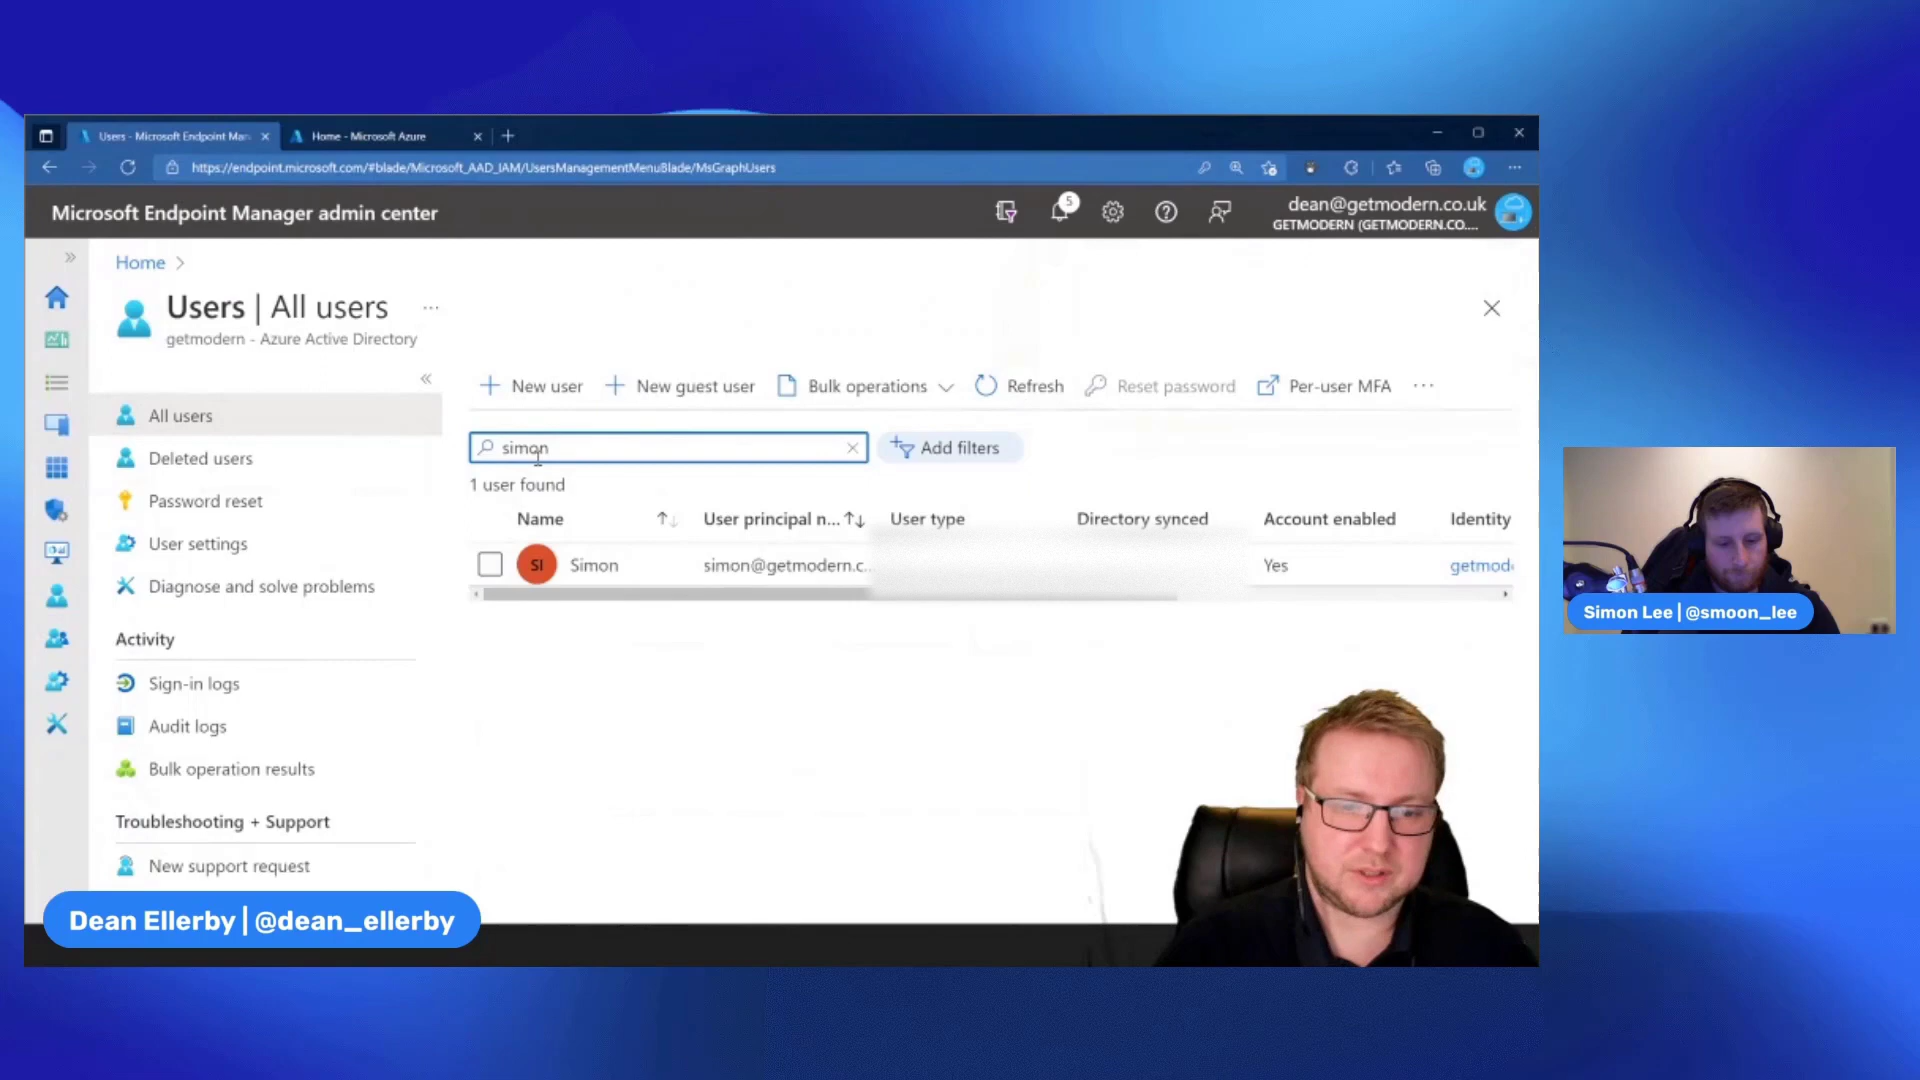 Users - Microsoft Endpoint Man
Home - Microsoft Azure
https://endpoint.microsoft.com/#blade/Microsoft_AAD_IAM/UsersManagementMenuBlade/MsGraphUsers
Microsoft Endpoint Manager admin center
5
dean@getmodern.co.uk
GETMODERN (GETMODERN.CO....
Home
Users | All users
getmodern - Azure Active Directory
New user
New guest user
Bulk operations
Refresh
Reset password
Per-user MFA
All users
Deleted users
Password reset
User settings
Diagnose and solve problems
Activity
Sign-in logs
Audit logs
Bulk operation results
Troubleshooting + Support
New support request
simon
Add filters
1 user found
Name
User principal n...
User type
Directory synced
Account enabled
Identity
SI
Simon
simon@getmodern.c...
Yes
getmod
Simon Lee | @smoon_lee
Dean Ellerby | @dean_ellerby